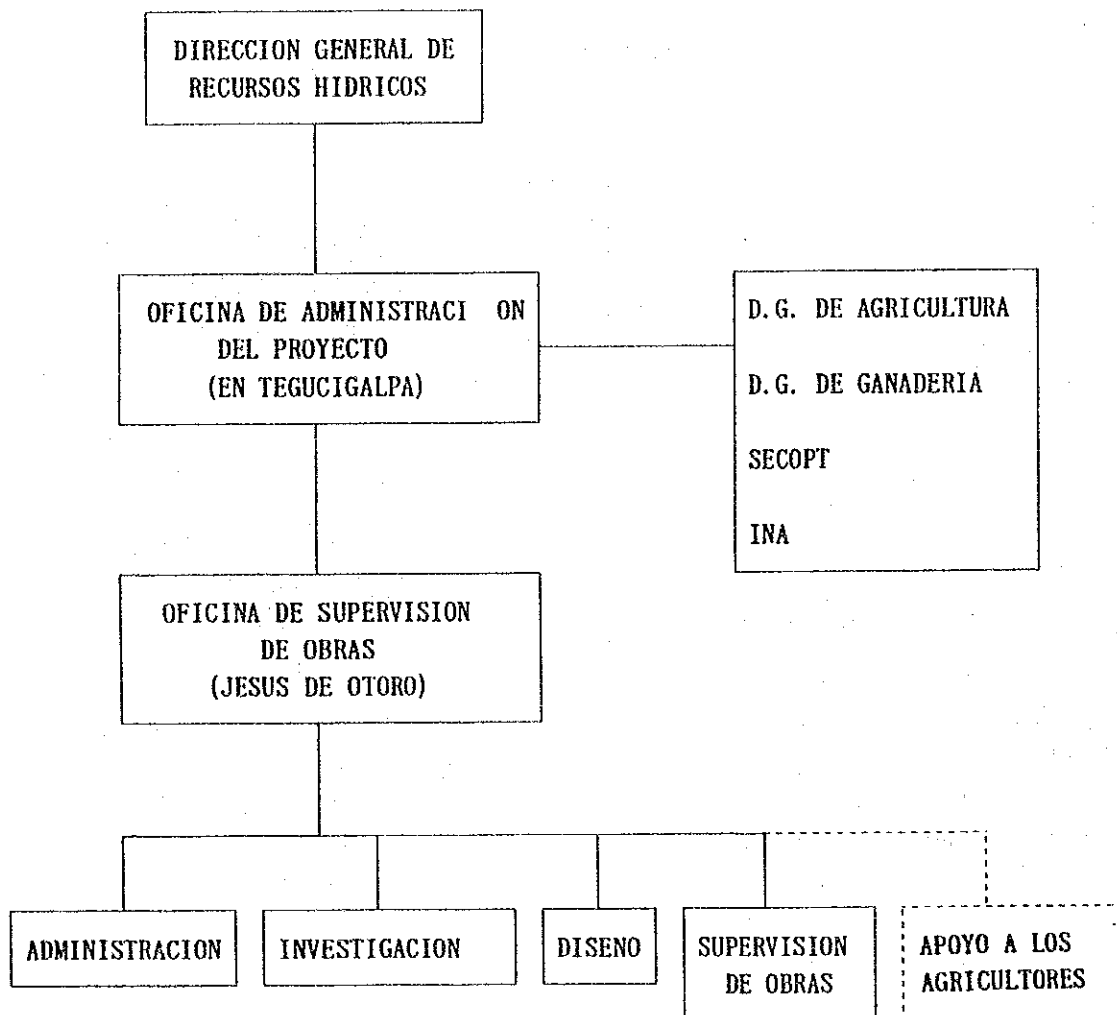 DIRECCION GENERAL DE
RECURSOS HIDRICOS
OFICINA DE ADMINISTRACI ON
DEL PROYECTO
(EN TEGUCIGALPA)
D.G. DE AGRICULTURA
D.G. DE GANADERIA
SECOPT
INA
OFICINA DE SUPERVISION
DE OBRAS
(JESUS DE OTORO)
ADMINISTRACION
INVESTIGACION
DISENO
SUPERVISION
DE OBRAS
APOYO A LOS
AGRICULTORES